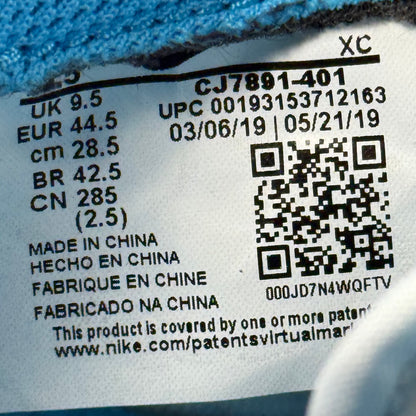 XC
CJ7891-401
UPC 00193153712163
03/06/19 | 05/21/19
UK 9.5
EUR 44.5
cm 28.5
BR 42.5
CN 285
(2.5)
MADE IN CHINA
HECHO EN CHINA
FABRIQUE EN CHINE
FABRICADO NA CHINA
000JD7N4WQFTV
This product is covered by one or more patent
www.nike.com/patentsvirtualmar